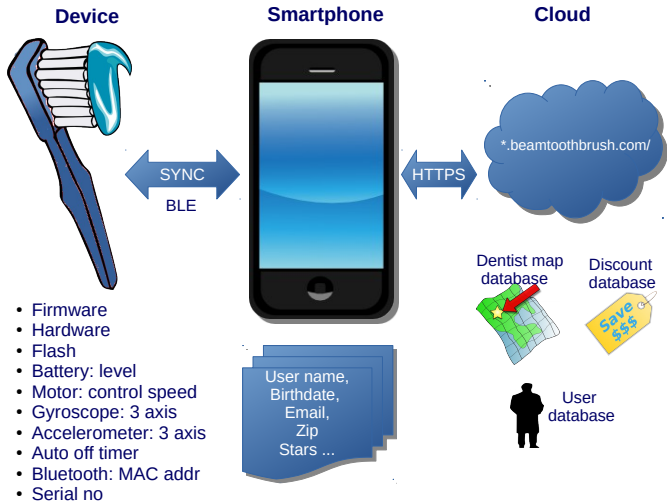 Device
Smartphone
Cloud
SYNC
BLE
HTTPS
*.beamtoothbrush.com/
Dentist map
database
Discount
database
Save
$$$
User
database
• Firmware
• Hardware
• Flash
• Battery: level
• Motor: control speed
• Gyroscope: 3 axis
• Accelerometer: 3 axis
• Auto off timer
• Bluetooth: MAC addr
• Serial no
User name,
Birthdate,
Email,
Zip
Stars ...